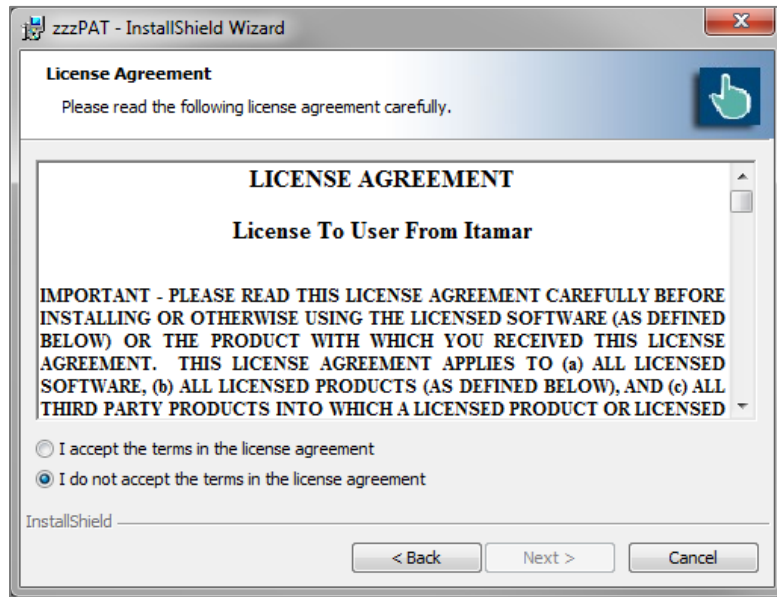 zzzPAT - InstallShield Wizard
License Agreement
Please read the following license agreement carefully.
LICENSE AGREEMENT
License To User From Itamar
IMPORTANT - PLEASE READ THIS LICENSE AGREEMENT CAREFULLY BEFORE
INSTALLING OR OTHERWISE USING THE LICENSED SOFTWARE (AS DEFINED
BELOW) OR THE PRODUCT WITH WHICH YOU RECEIVED THIS LICENSE
AGREEMENT. THIS LICENSE AGREEMENT APPLIES TO (a) ALL LICENSED
SOFTWARE, (b) ALL LICENSED PRODUCTS (AS DEFINED BELOW), AND (c) ALL
THIRD PARTY PRODUCTS INTO WHICH A LICENSED PRODUCT OR LICENSED
I accept the terms in the license agreement
I do not accept the terms in the license agreement
InstallShield
< Back Next > Cancel